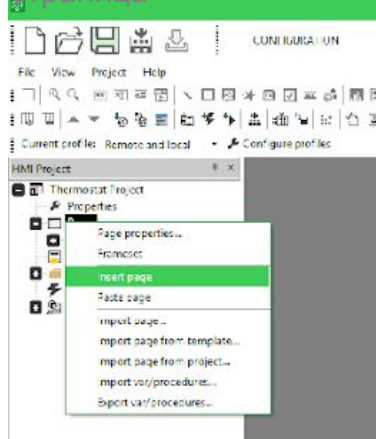 траница
CONFIGURATION
File View Project Help
Current profile: Remote and local Configure profiles
HMI Project
Thermostat Project
Properties
Page properties...
Frameset
Insert page
Paste page
Import page...
Import page from template...
Import page from project...
Import var/procedures...
Export var/procedures...